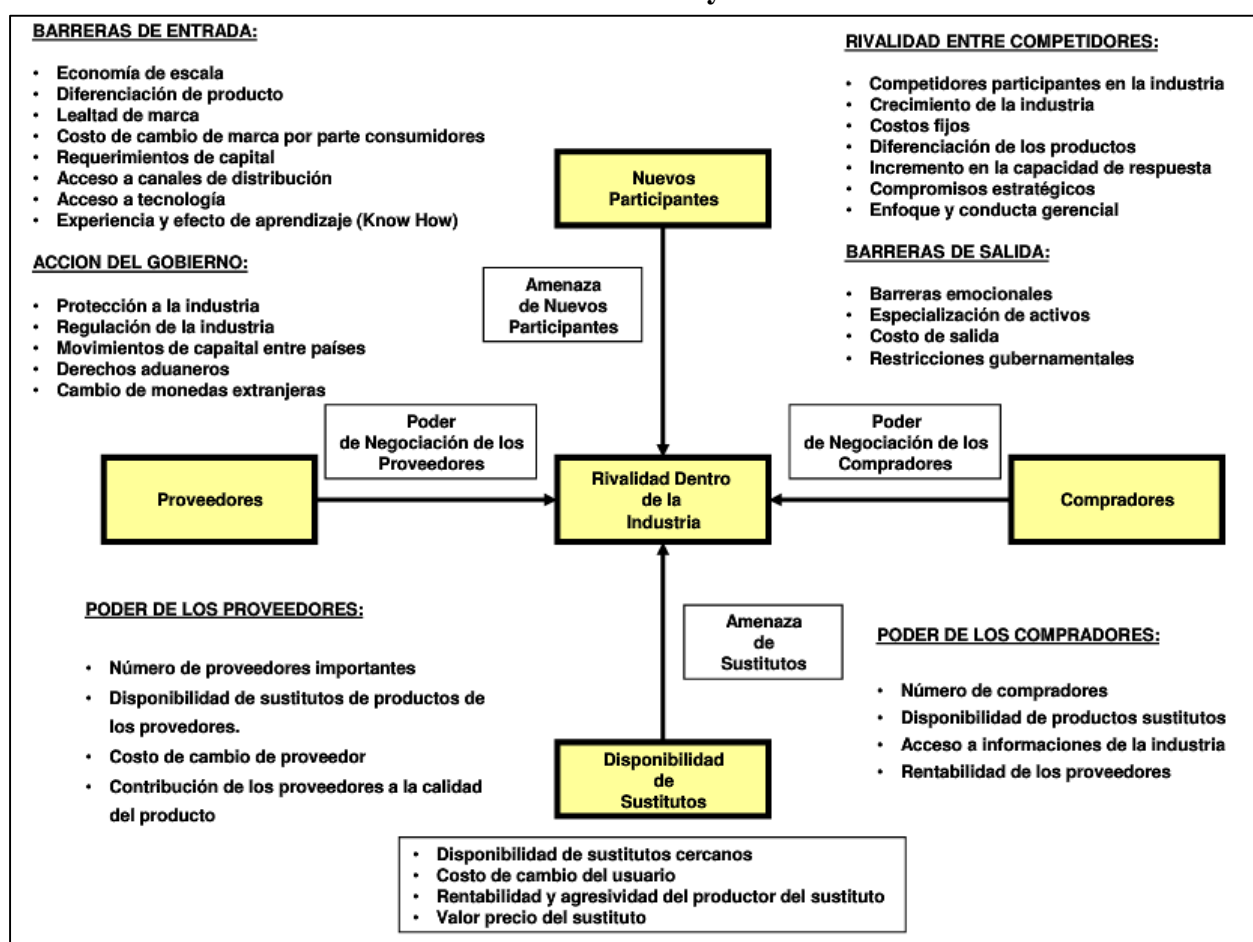 BARRERAS DE ENTRADA:
• Economía de escala
• Diferenciación de producto
• Lealtad de marca
• Costo de cambio de marca por parte consumidores
• Requerimientos de capital
• Acceso a canales de distribución
• Acceso a tecnología
• Experiencia y efecto de aprendizaje (Know How)
ACCION DEL GOBIERNO:
• Protección a la industria
• Regulación de la industria
• Movimientos de capaital entre países
• Derechos aduaneros
• Cambio de monedas extranjeras
Nuevos
Participantes
Amenaza
de Nuevos
Participantes
RIVALIDAD ENTRE COMPETIDORES:
• Competidores participantes en la industria
• Crecimiento de la industria
• Costos fijos
• Diferenciación de los productos
• Incremento en la capacidad de respuesta
• Compromisos estratégicos
• Enfoque y conducta gerencial
BARRERAS DE SALIDA:
• Barreras emocionales
• Especialización de activos
• Costo de salida
• Restricciones gubernamentales
Poder
de Negociación de los
Proveedores
Poder
de Negociación de los
Compradores
Proveedores
Rivalidad Dentro
de la
Industria
Compradores
PODER DE LOS PROVEEDORES:
• Número de proveedores importantes
• Disponibilidad de sustitutos de productos de
los provedores.
• Costo de cambio de proveedor
• Contribución de los proveedores a la calidad
del producto
Amenaza
de
Sustitutos
PODER DE LOS COMPRADORES:
• Número de compradores
• Disponibilidad de productos sustitutos
• Acceso a informaciones de la industria
• Rentabilidad de los proveedores
Disponibilidad
de
Sustitutos
• Disponibilidad de sustitutos cercanos
• Costo de cambio del usuario
• Rentabilidad y agresividad del productor del sustituto
• Valor precio del sustituto